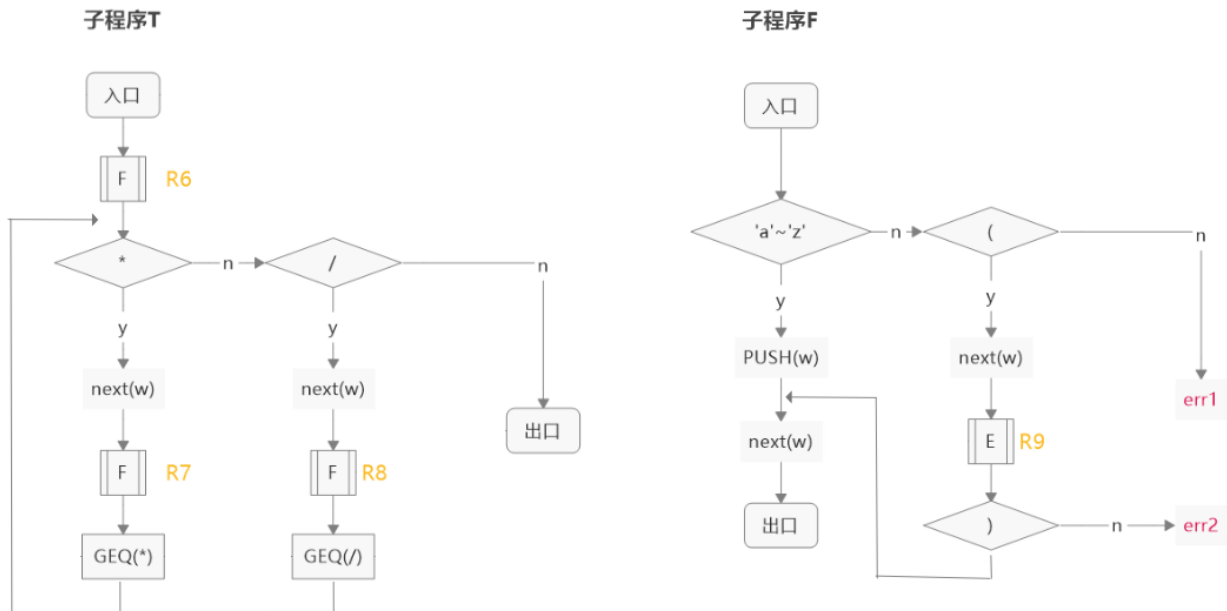 子程序T
入口
F R6
* n / n
y y
next(w) next(w)
出口
F R7 F R8
GEQ(*) GEQ(/)
子程序F
入口
'a'~'z' n ( n
y y
PUSH(w) next(w)
err1
next(w) E R9
出口 ) n err2